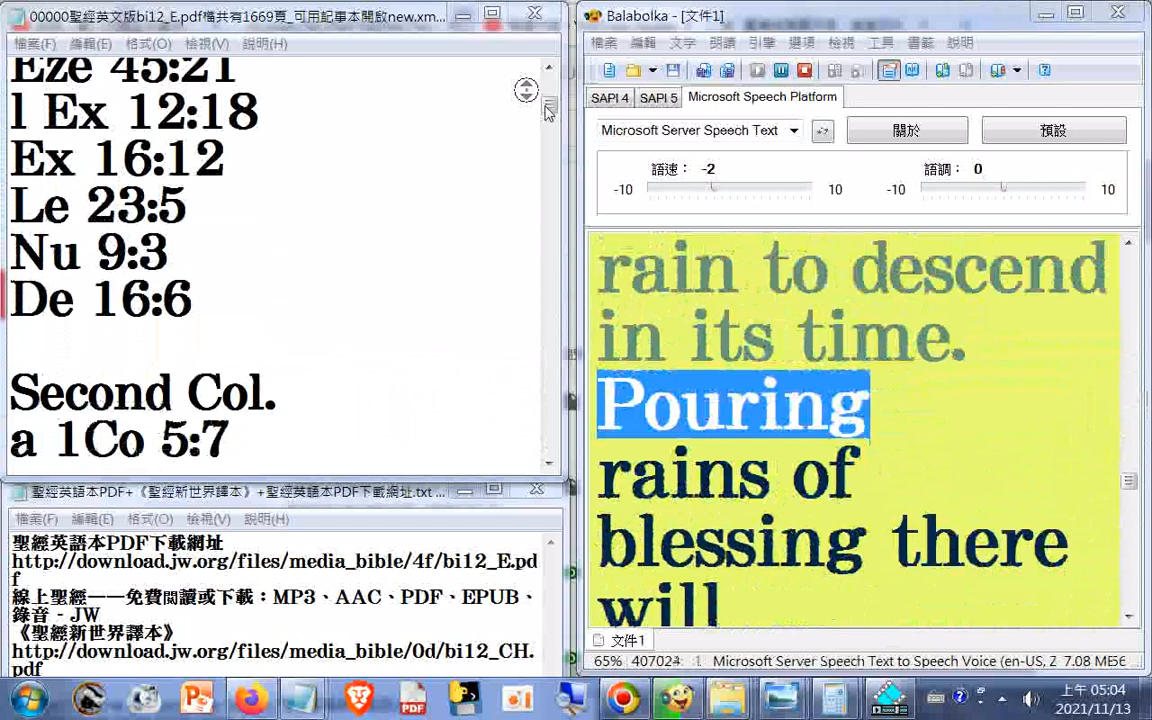 00000聖經英文版bi12_E.pdf檔共有1669頁_可用記事本開啟new.xm...
檔案(F) 編輯(E) 格式(O) 檢視(V) 說明(H)
Eze 45:21
l Ex 12:18
Ex 16:12
Le 23:5
Nu 9:3
De 16:6
Second Col.
a 1Co 5:7
聖經英語本PDF+《聖經新世界譯本》+聖經英語本PDF下載網址.txt ...
檔案(F) 編輯(E) 格式(O) 檢視(V) 說明(H)
聖經英語本PDF下載網址
http://download.jw.org/files/media_bible/4f/bi12_E.pd
f
線上聖經——免費閱讀或下載：MP3、AAC、PDF、EPUB、
錄音 - JW
《聖經新世界譯本》
http://download.jw.org/files/media_bible/0d/bi12_CH.
pdf
Balabolka - [文件1]
檔案 編輯 文字 朗讀 引擎 選項 檢視 工具 書籤 說明
SAPI 4 SAPI 5 Microsoft Speech Platform
Microsoft Server Speech Text 關於 預設
語速： -2 語調： 0
-10 10 -10 10
rain to descend
in its time.
Pouring
rains of
blessing there
will
文件1
65% 407024 1 Microsoft Server Speech Text to Speech Voice (en-US, Z 7.08 ME56
上午 05:04
2021/11/13